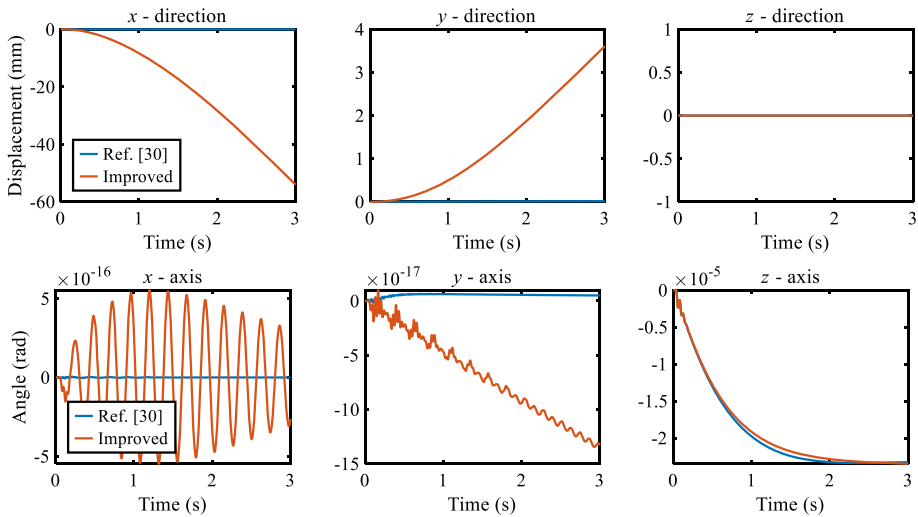 x - direction
y - direction
z - direction
Displacement (mm)
0
-20
-40
-60
Ref. [30]
Improved
0
1
2
3
Time (s)
4
3
2
1
0
0
1
2
3
Time (s)
1
0.5
0
-0.5
-1
0
1
2
3
Time (s)
×10⁻¹⁶
x - axis
Angle (rad)
5
0
-5
Ref. [30]
Improved
0
1
2
3
Time (s)
×10⁻¹⁷
y - axis
0
-5
-10
-15
0
1
2
3
Time (s)
×10⁻⁵
z - axis
0
-0.5
-1
-1.5
-2
0
1
2
3
Time (s)